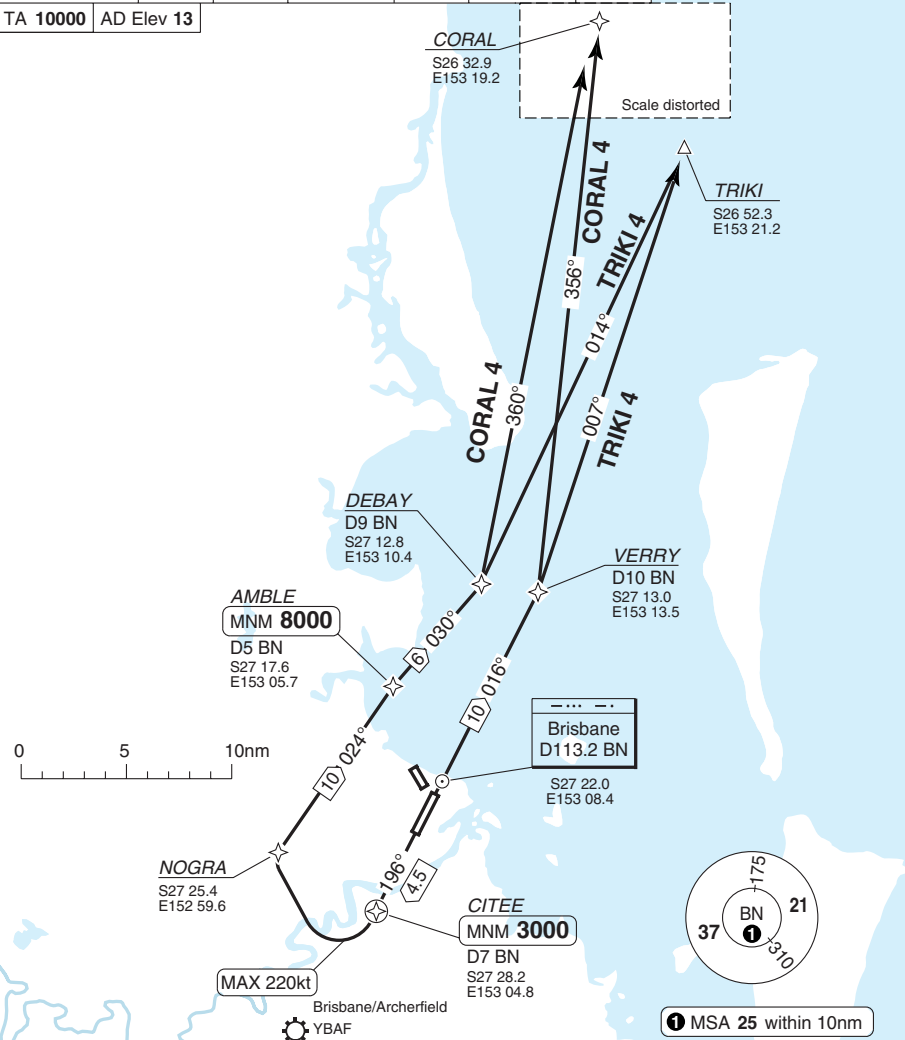 TA 10000 AD Elev 13
CORAL
S26 32.9
E153 19.2
Scale distorted
TRIKI
S26 52.3
E153 21.2
CORAL 4
TRIKI 4
356°
014°
CORAL 4
360°
007°
TRIKI 4
DEBAY
D9 BN
S27 12.8
E153 10.4
VERRY
D10 BN
S27 13.0
E153 13.5
AMBLE
MNM 8000
D5 BN
S27 17.6
E153 05.7
6 030°
10 016°
Brisbane
D113.2 BN
S27 22.0
E153 08.4
0 5 10nm
10 024°
NOGRA
S27 25.4
E152 59.6
196°
4.5
CITEE
MNM 3000
D7 BN
S27 28.2
E153 04.8
MAX 220kt
Brisbane/Archerfield
YBAF
175
BN
21
37
1
310
1 MSA 25 within 10nm